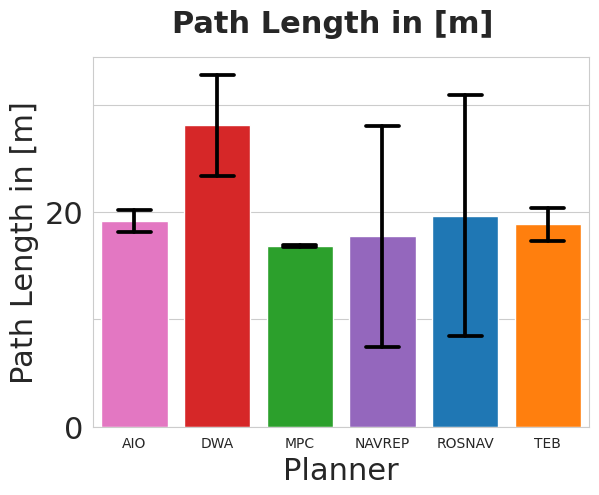 Path Length in [m]
Path Length in [m]
20
0
AIO DWA MPC NAVREP ROSNAV TEB
Planner